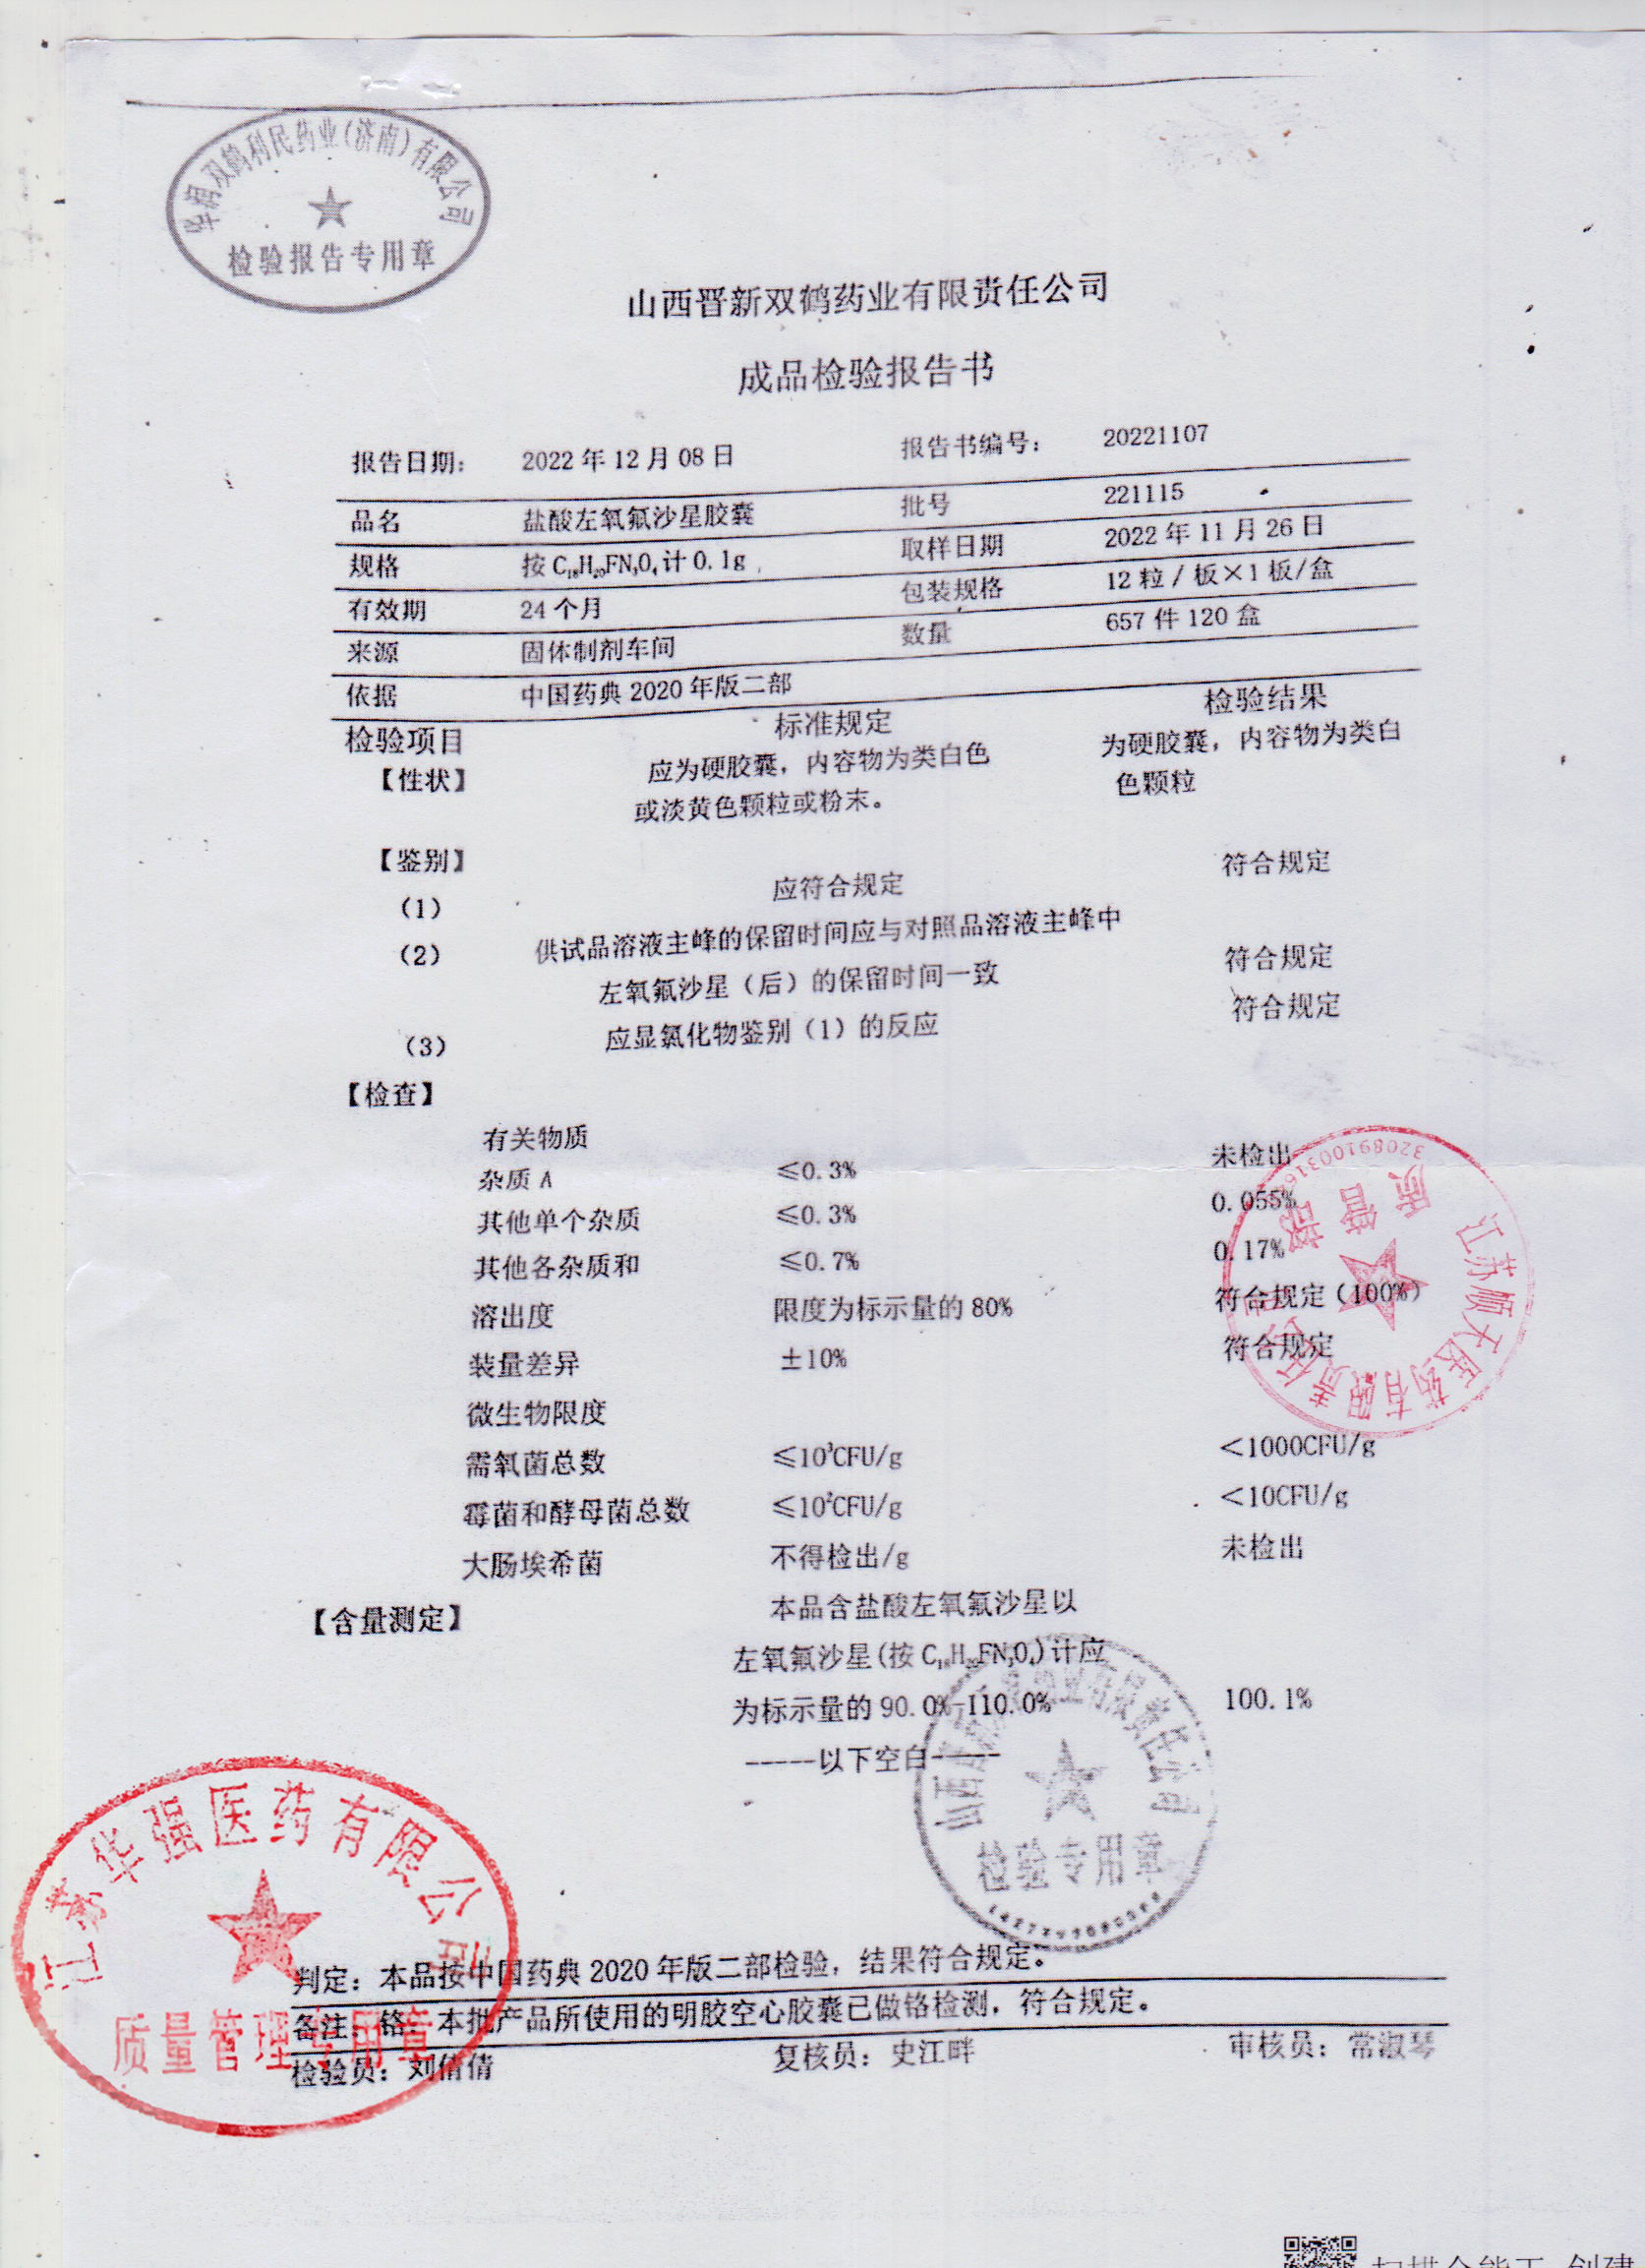 华润双鹤利民药业(济南)有限公司
检验报告专用章
山西晋新双鹤药业有限责任公司
成品检验报告书
报告日期: 2022年12月08日 报告书编号: 20221107
品名 盐酸左氧氟沙星胶囊 批号 221115
规格 按C₁₈H₂₀FN₃O₄计0.1g 取样日期 2022年11月26日
有效期 24个月 包装规格 12粒/板×1板/盒
来源 固体制剂车间 数量 657件120盒
依据 中国药典2020年版二部
检验项目 标准规定 检验结果
【性状】 应为硬胶囊,内容物为类白色 为硬胶囊,内容物为类白
或淡黄色颗粒或粉末。 色颗粒
【鉴别】
(1) 应符合规定 符合规定
(2) 供试品溶液主峰的保留时间应与对照品溶液主峰中
左氧氟沙星(后)的保留时间一致 符合规定
(3) 应显氯化物鉴别(1)的反应 符合规定
【检查】
有关物质
杂质A ≤0.3% 未检出
其他单个杂质 ≤0.3% 0.055%
其他各杂质和 ≤0.7% 0.17%
溶出度 限度为标示量的80% 符合规定(100%)
装量差异 ±10% 符合规定
微生物限度
需氧菌总数 ≤10³CFU/g <1000CFU/g
霉菌和酵母菌总数 ≤10²CFU/g <10CFU/g
大肠埃希菌 不得检出/g 未检出
【含量测定】 本品含盐酸左氧氟沙星以
左氧氟沙星(按C₁₈H₂₀FN₃O₄)计应
为标示量的90.0%-110.0% 100.1%
-----以下空白-----
江苏顺天医药有限责任公司
质管部
检验专用章
江苏华强医药有限公司
质量管理专用章
判定:本品按中国药典2020年版二部检验,结果符合规定。
备注:铬:本批产品所使用的明胶空心胶囊已做铬检测,符合规定。
检验员:刘倩倩 复核员:史江畔 审核员:常淑琴